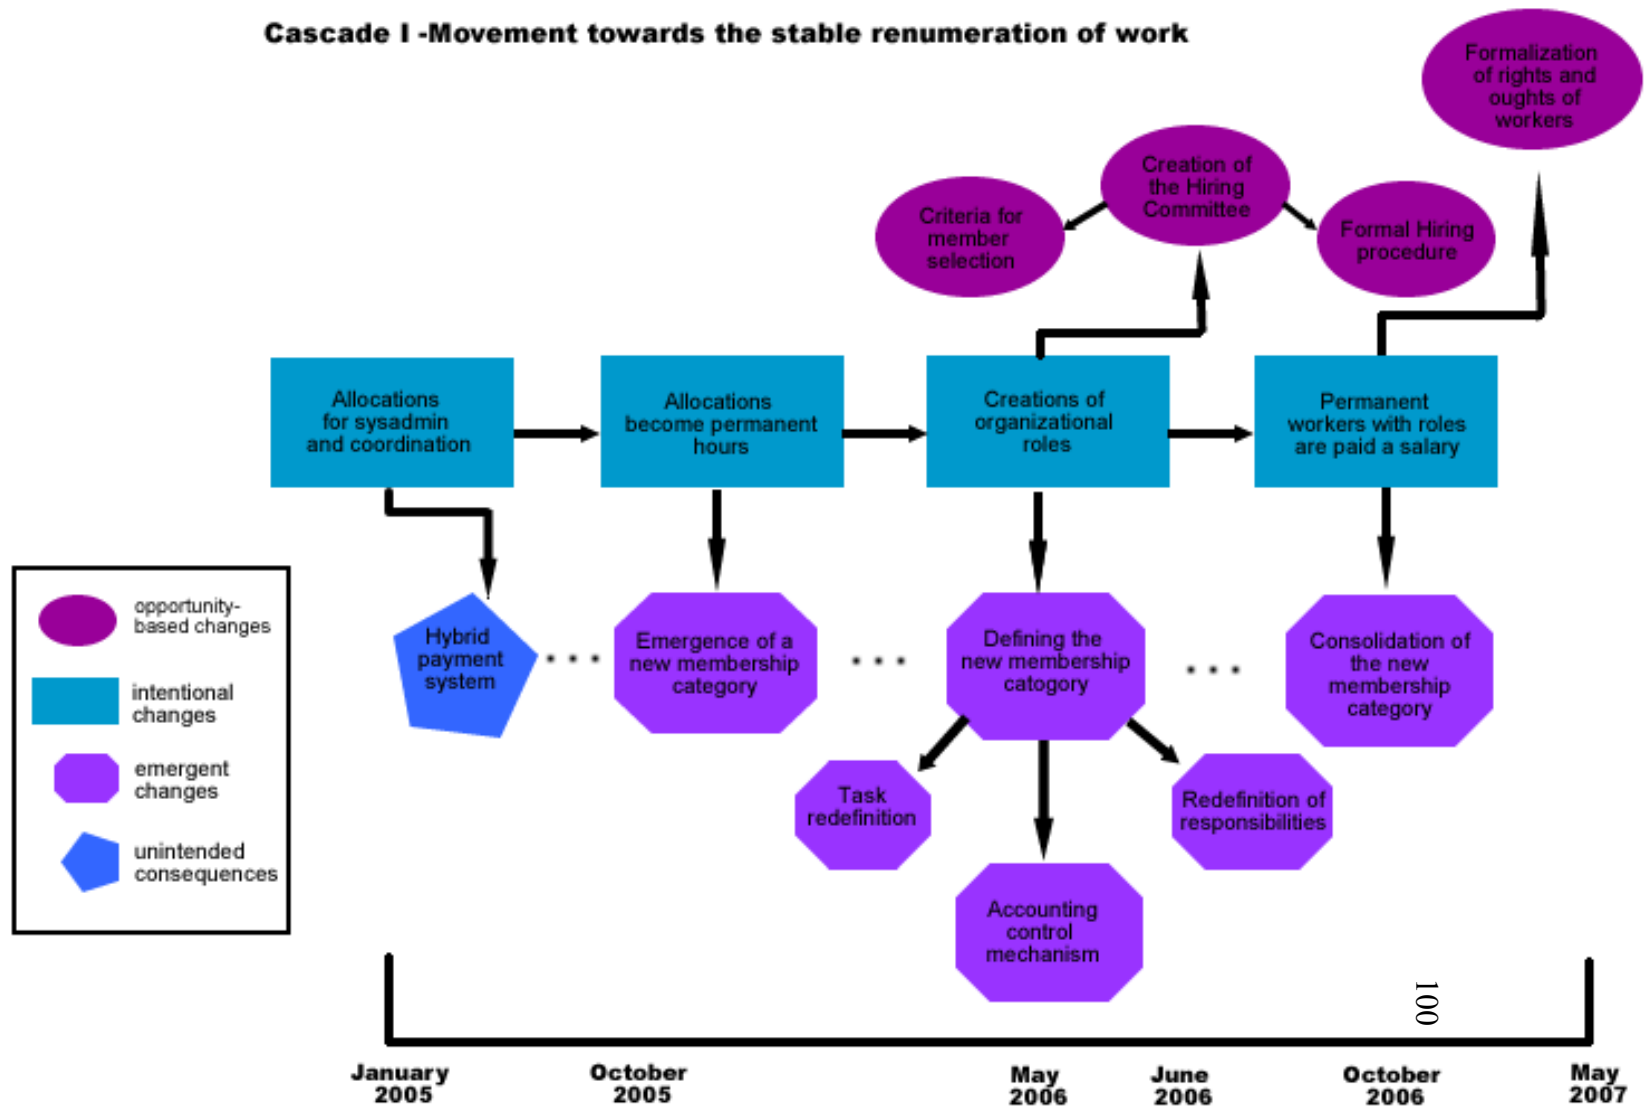 Cascade I -Movement towards the stable renumeration of work
Formalization
of rights and
oughts of
workers
Creation of
the Hiring
Committee
Criteria for
member
selection
Formal Hiring
procedure
Allocations
for sysadmin
and coordination
Allocations
become permanent
hours
Creations of
organizational
roles
Permanent
workers with roles
are paid a salary
Hybrid
payment
system
Emergence of a
new membership
category
Defining the
new membership
catogory
Consolidation of
the new
membership
category
Task
redefinition
Redefinition of
responsibilities
Accounting
control
mechanism
opportunity-
based changes
intentional
changes
emergent
changes
unintended
consequences
100
January
2005
October
2005
May
2006
June
2006
October
2006
May
2007